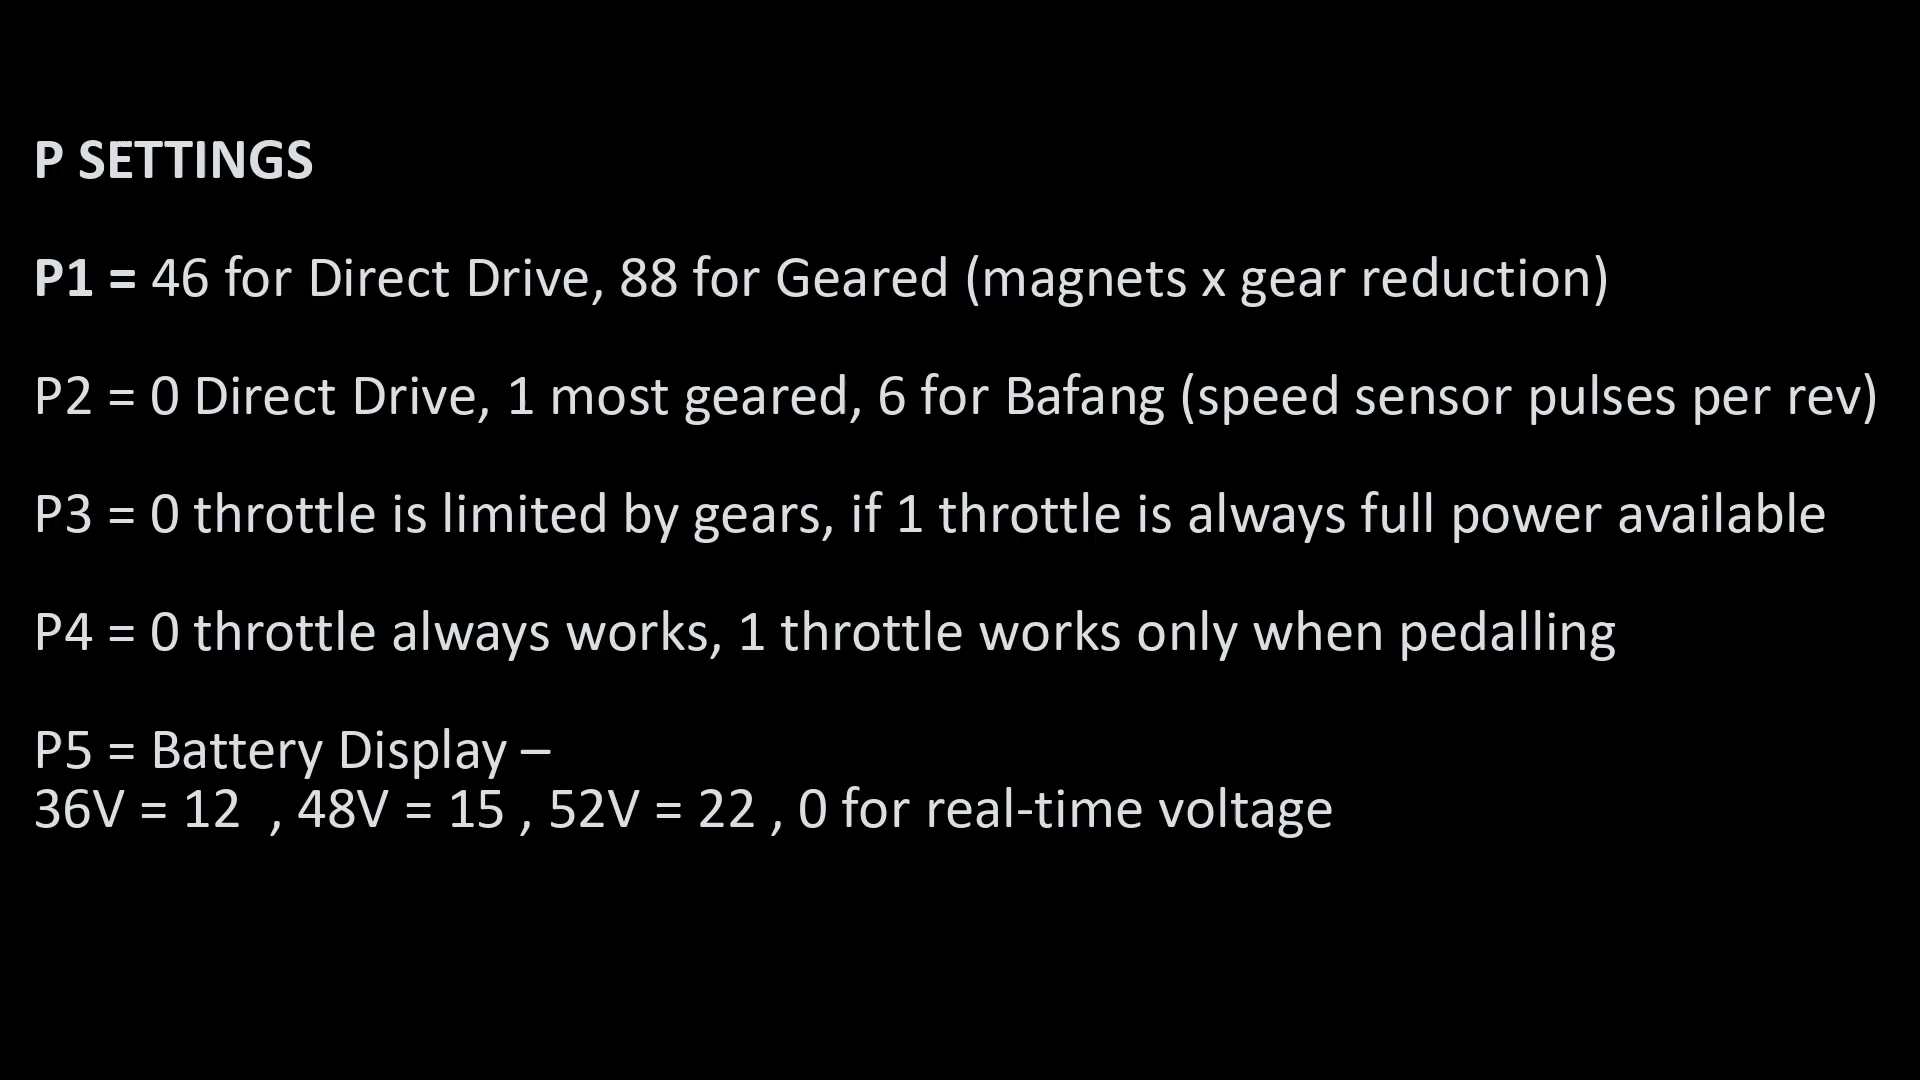 P SETTINGS
P1 = 46 for Direct Drive, 88 for Geared (magnets x gear reduction)
P2 = 0 Direct Drive, 1 most geared, 6 for Bafang (speed sensor pulses per rev)
P3 = 0 throttle is limited by gears, if 1 throttle is always full power available
P4 = 0 throttle always works, 1 throttle works only when pedalling
P5 = Battery Display –
36V = 12  , 48V = 15 , 52V = 22 , 0 for real-time voltage